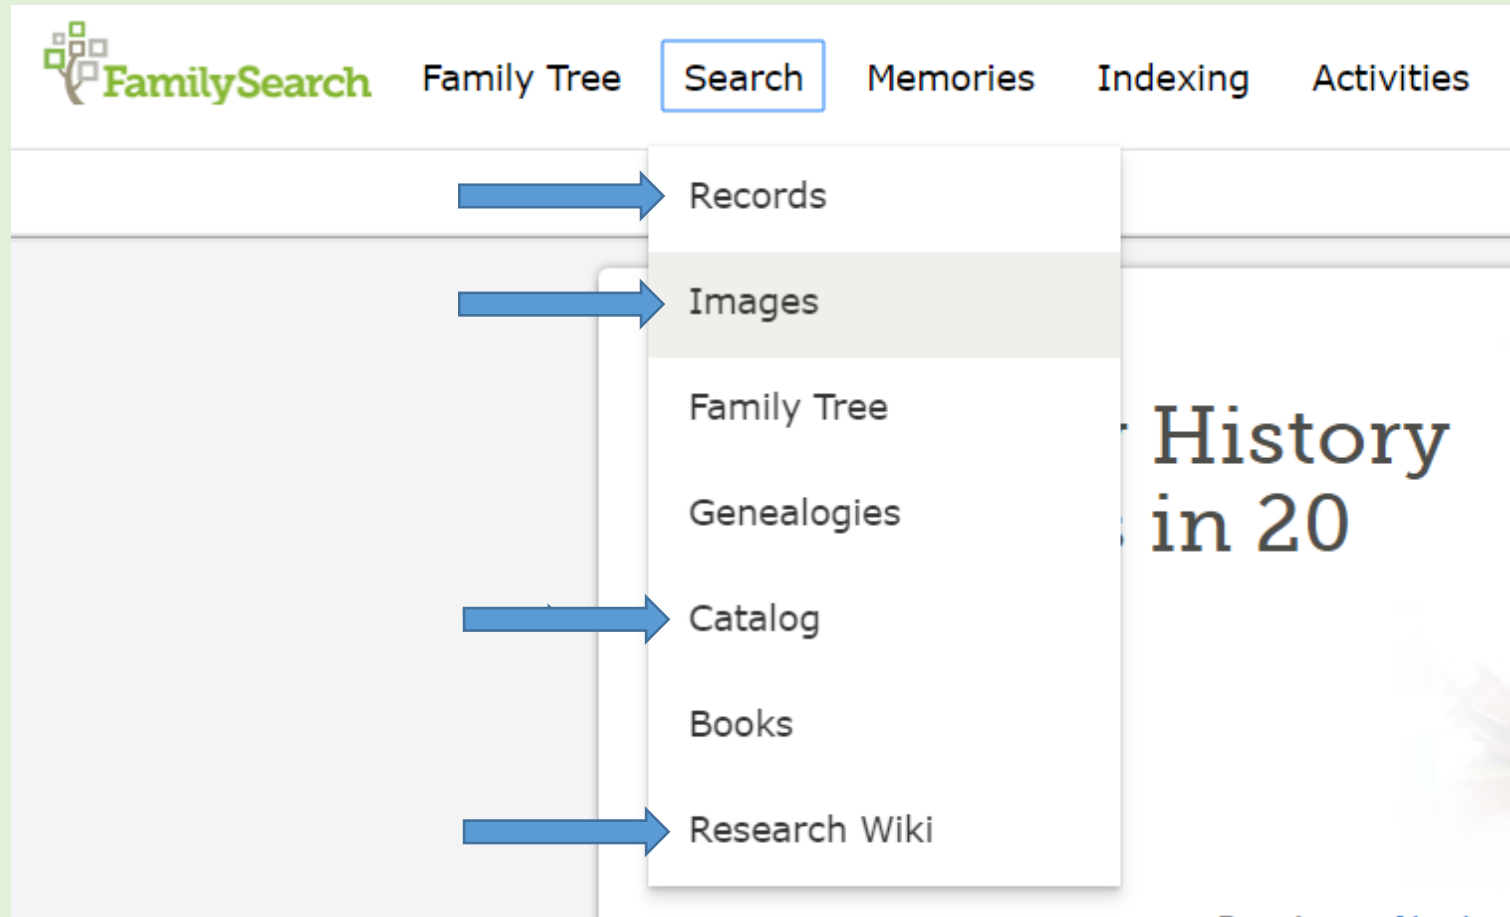 FamilySearch Family Tree Search Memories Indexing Activities
Records
Images
Family Tree
Genealogies
Catalog
Books
Research Wiki
History
in 20